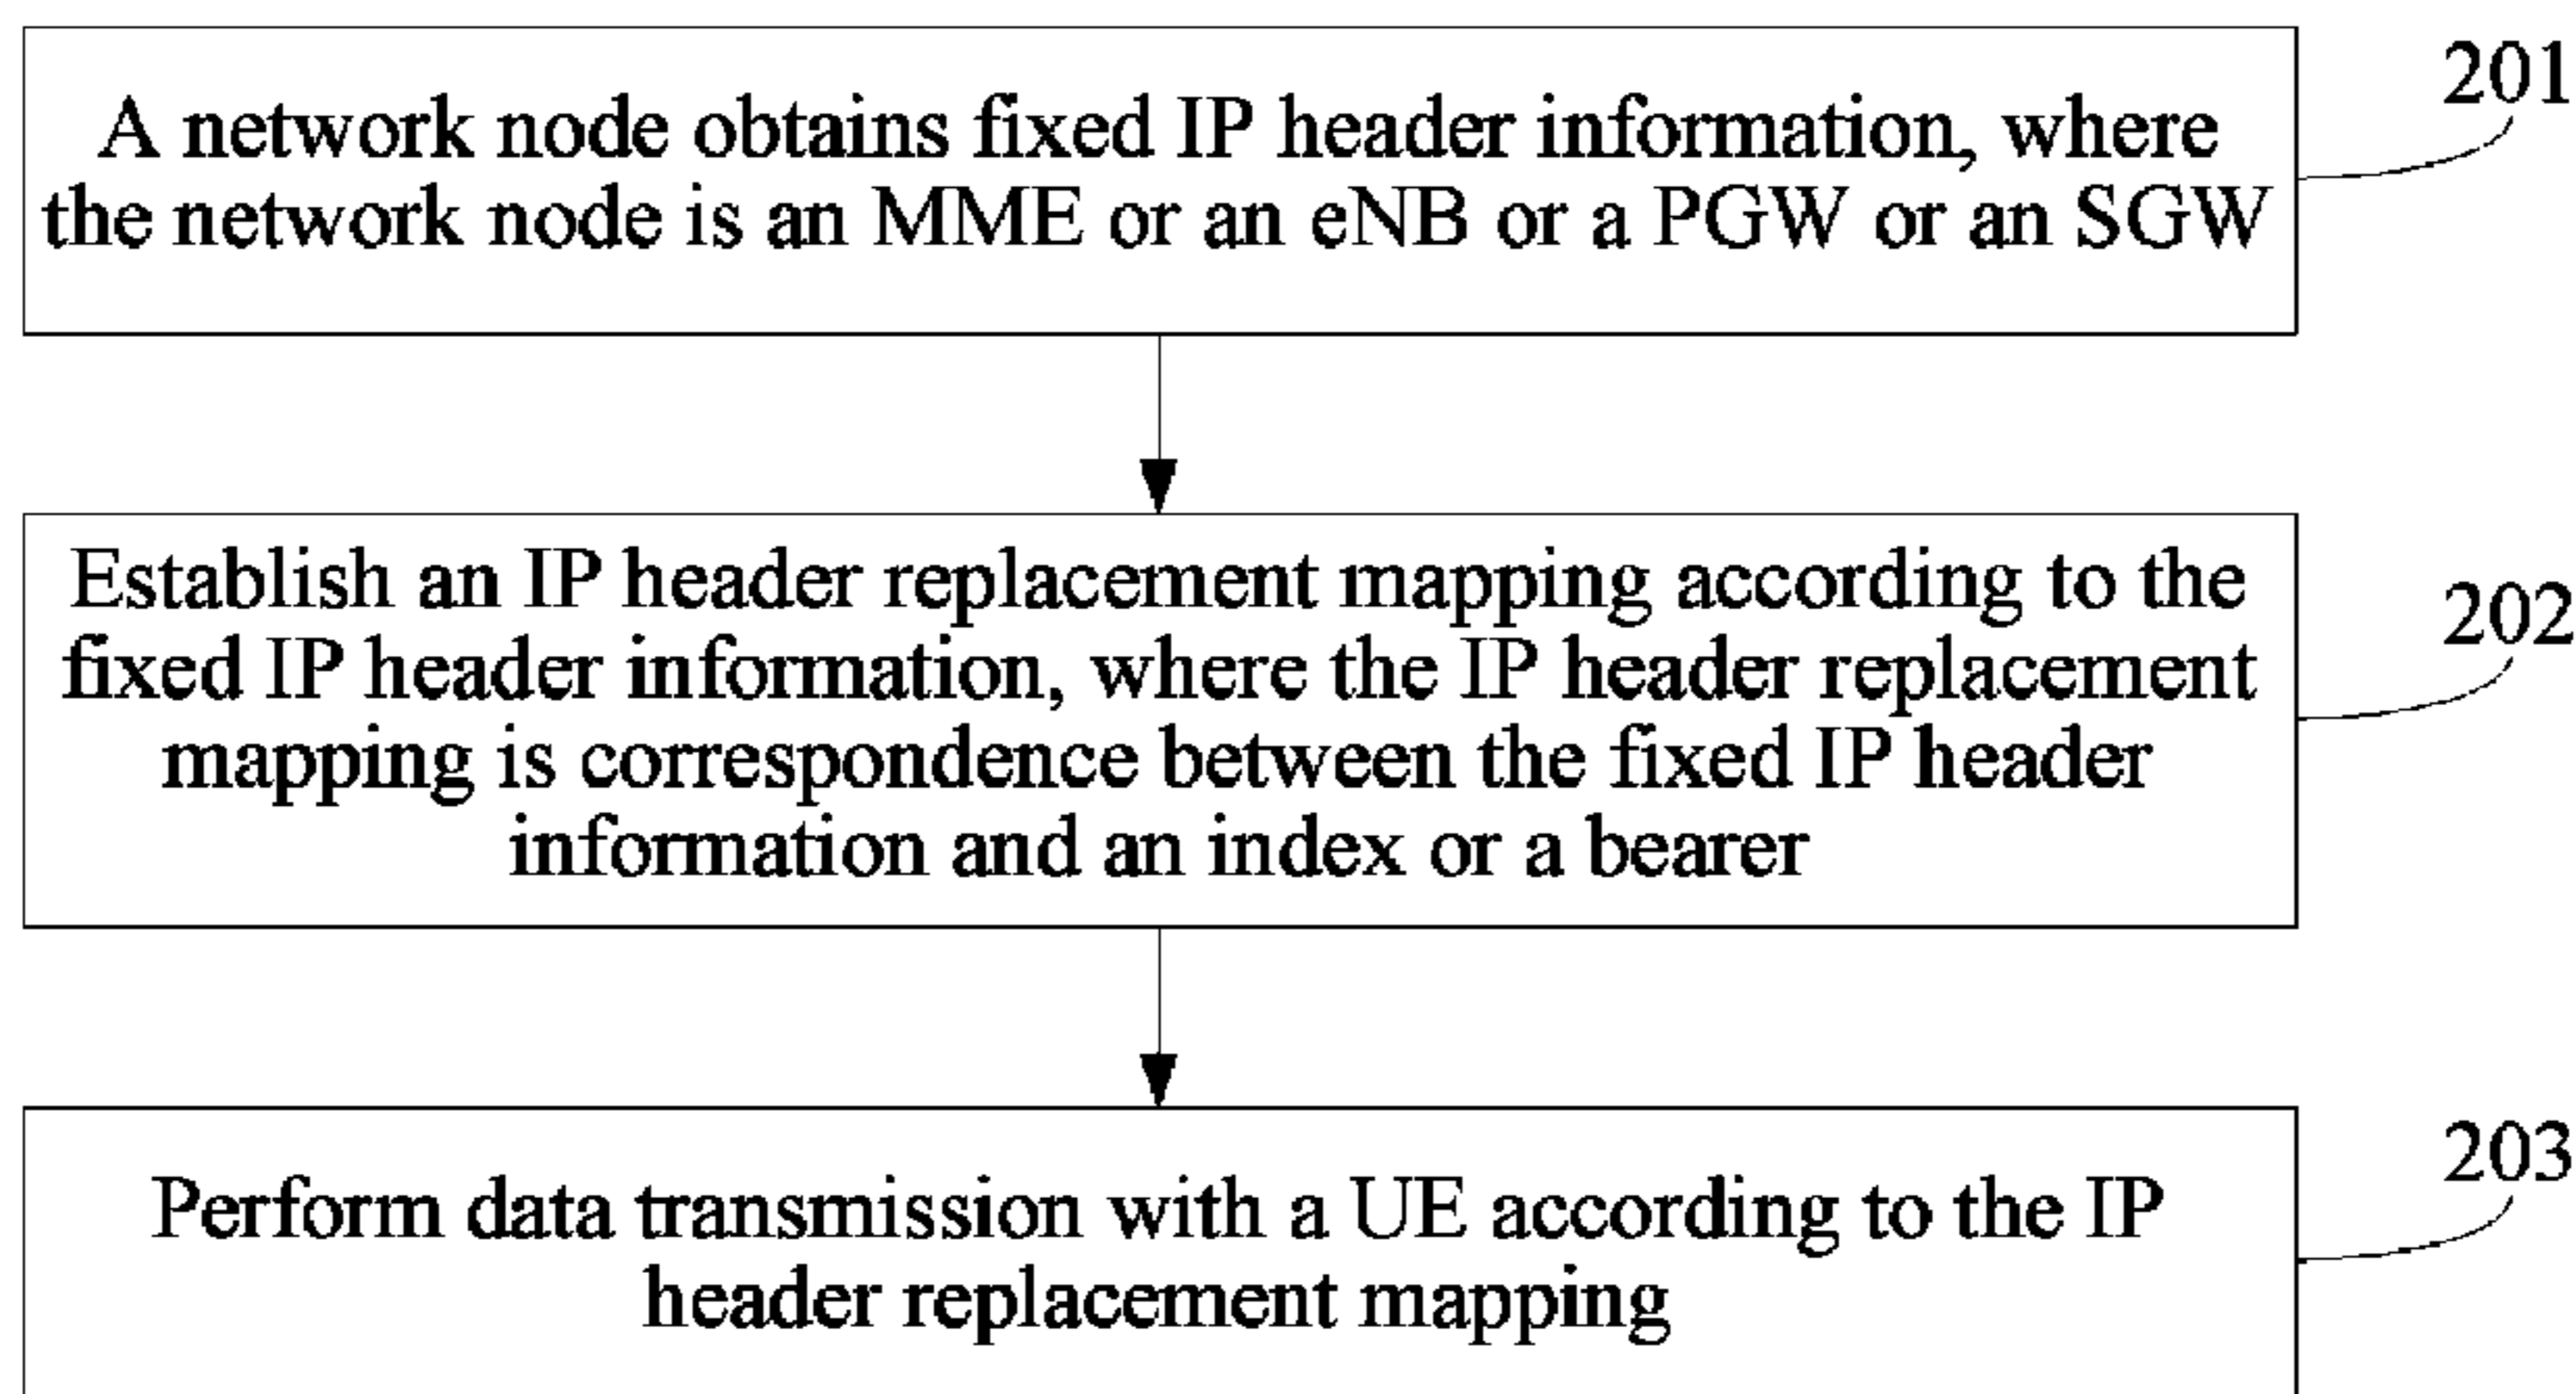 A network node obtains fixed IP header information, where
the network node is an MME or an eNB or a PGW or an SGW
201
Establish an IP header replacement mapping according to the
fixed IP header information, where the IP header replacement
mapping is correspondence between the fixed IP header
information and an index or a bearer
202
Perform data transmission with a UE according to the IP
header replacement mapping
203